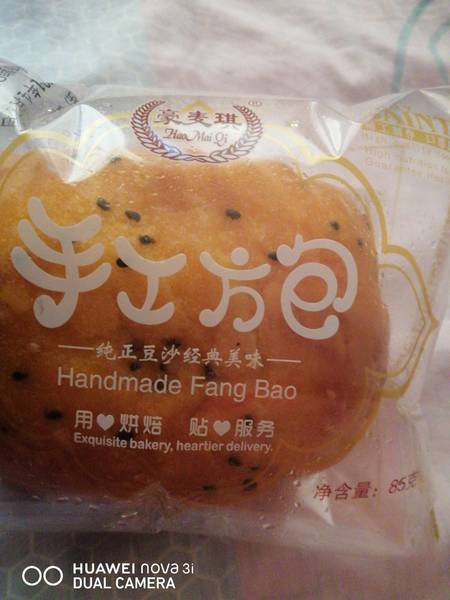 豪麦琪®
Hao Mai Qi
手工方包
纯正豆沙经典美味
Handmade Fang Bao
用♥烘焙 贴♥服务
Exquisite bakery, heartier delivery.
净含量：85克
HUAWEI nova 3i
DUAL CAMERA